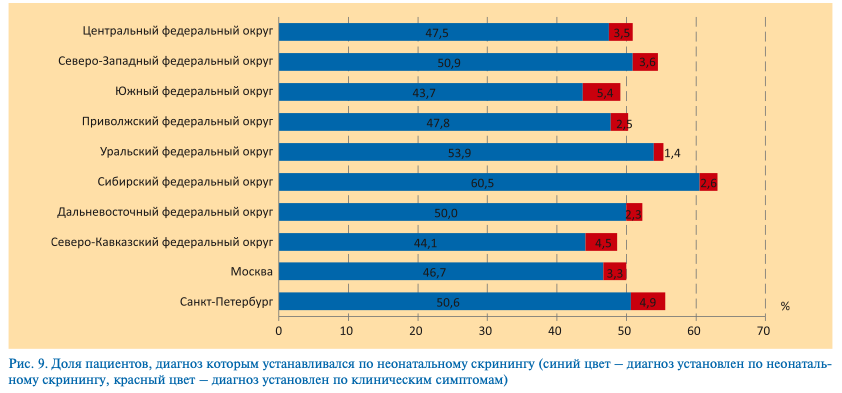 Центральный федеральный округ 47,5 3,5
Северо-Западный федеральный округ 50,9 3,6
Южный федеральный округ 43,7 5,4
Приволжский федеральный округ 47,8 2,5
Уральский федеральный округ 53,9 1,4
Сибирский федеральный округ 60,5 2,6
Дальневосточный федеральный округ 50,0 2,3
Северо-Кавказский федеральный округ 44,1 4,5
Москва 46,7 3,3
Санкт-Петербург 50,6 4,9
%
0 10 20 30 40 50 60 70
Рис. 9. Доля пациентов, диагноз которым устанавливался по неонатальному скринингу (синий цвет – диагноз установлен по неонаталь-
ному скринингу, красный цвет – диагноз установлен по клиническим симптомам)